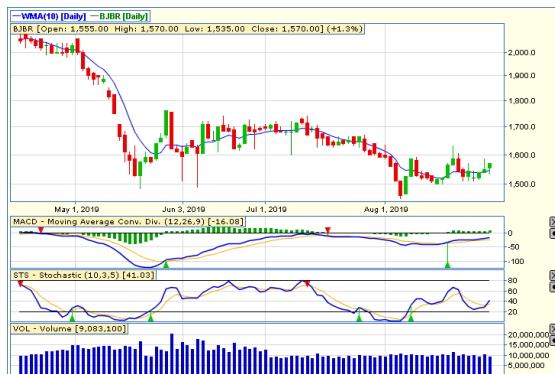 WMA(10) [Daily] BJBR [Daily]
BJBR [Open: 1,555.00 High: 1,570.00 Low: 1,535.00 Close: 1,570.00] (+1.3%)
2,000.0
1,900.0
1,800.0
1,700.0
1,600.0
1,500.0
May 1, 2019 Jun 3, 2019 Jul 1, 2019 Aug 1, 2019
MACD - Moving Average Conv. Div. (12,26,9) [-16.08]
0
-50
-100
STS - Stochastic (10,3,5) [41.03]
80
60
40
20
VOL - Volume [9,083,100]
20,000,000
15,000,000
10,000,000
5,000,000